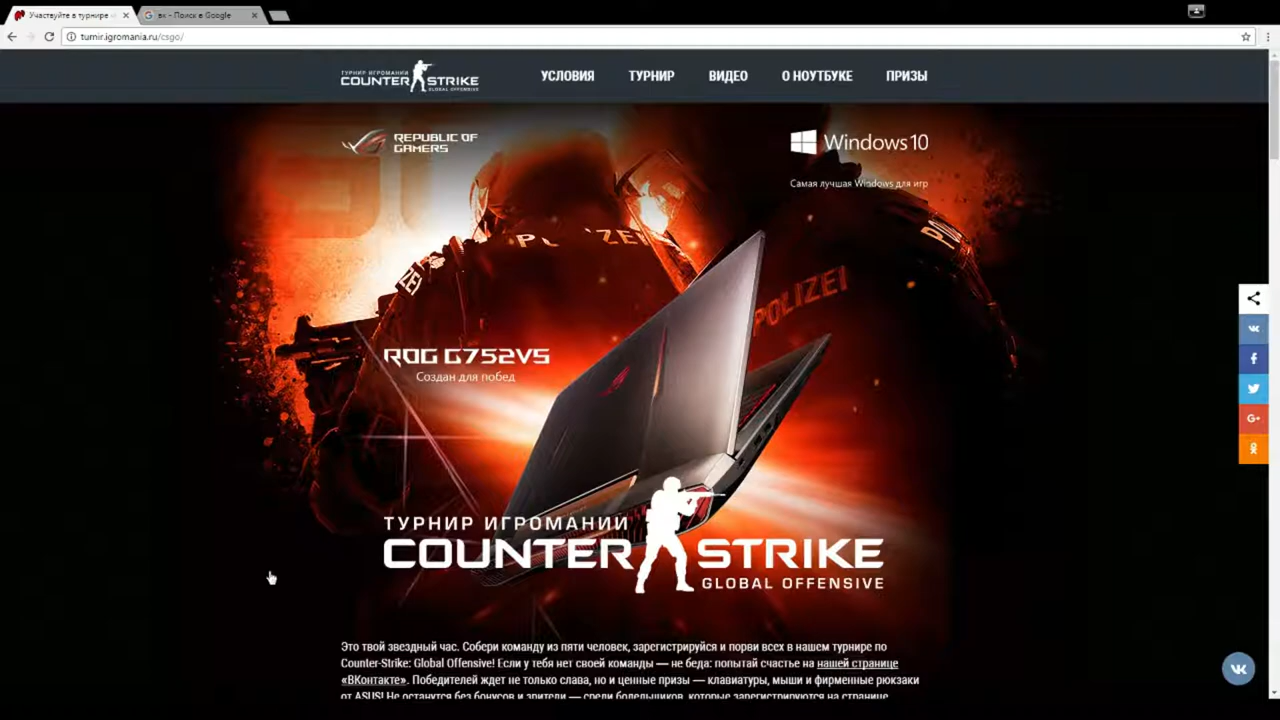 Участвуйте в турнире
вк - Поиск в Google
turnir.igromania.ru/csgo/
ТУРНИР ИГРОМАНИИ
COUNTER STRIKE
GLOBAL OFFENSIVE
УСЛОВИЯ
ТУРНИР
ВИДЕО
О НОУТБУКЕ
ПРИЗЫ
REPUBLIC OF
GAMERS
Windows 10
Самая лучшая Windows для игр
POLIZEI
ROG G752VS
Создан для побед
ТУРНИР ИГРОМАНИИ
COUNTER STRIKE
GLOBAL OFFENSIVE
Это твой звездный час. Собери команду из пяти человек, зарегистрируйся и порви всех в нашем турнире по
Counter-Strike: Global Offensive! Если у тебя нет своей команды — не беда: попытай счастье на нашей странице
«ВКонтакте». Победителей ждет не только слава, но и ценные призы — клавиатуры, мыши и фирменные рюкзаки
от ASUS! Не останутся без бонусов и зрители — среди болельщиков, которые зарегистрируются на странице